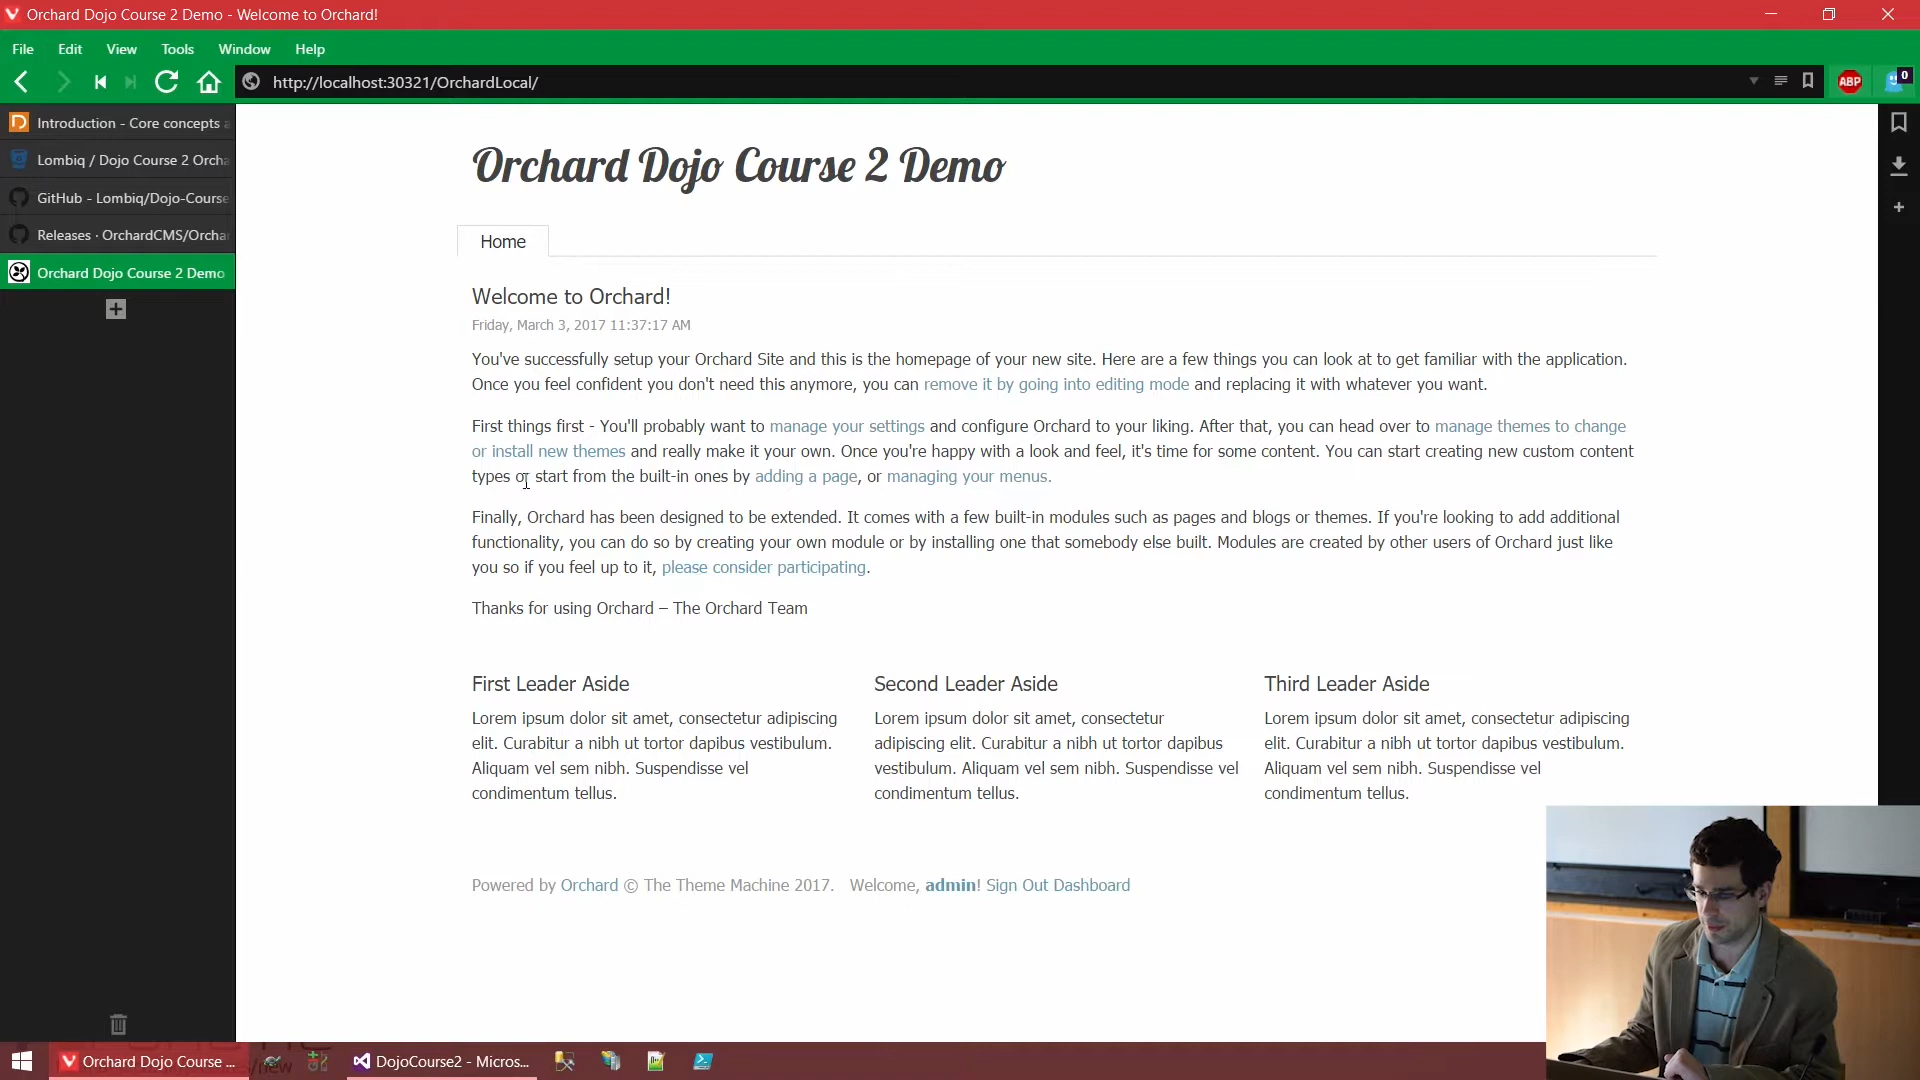 Orchard Dojo Course 2 Demo - Welcome to Orchard!
File Edit View Tools Window Help
http://localhost:30321/OrchardLocal/
ABP
0
Introduction - Core concepts
Lombiq / Dojo Course 2 Orcha
GitHub - Lombiq/Dojo-Course
Releases · OrchardCMS/Orchar
Orchard Dojo Course 2 Demo
Orchard Dojo Course 2 Demo
Home
Welcome to Orchard!
Friday, March 3, 2017 11:37:17 AM
You've successfully setup your Orchard Site and this is the homepage of your new site. Here are a few things you can look at to get familiar with the application.
Once you feel confident you don't need this anymore, you can remove it by going into editing mode and replacing it with whatever you want.
First things first - You'll probably want to manage your settings and configure Orchard to your liking. After that, you can head over to manage themes to change
or install new themes and really make it your own. Once you're happy with a look and feel, it's time for some content. You can start creating new custom content
types or start from the built-in ones by adding a page, or managing your menus.
Finally, Orchard has been designed to be extended. It comes with a few built-in modules such as pages and blogs or themes. If you're looking to add additional
functionality, you can do so by creating your own module or by installing one that somebody else built. Modules are created by other users of Orchard just like
you so if you feel up to it, please consider participating.
Thanks for using Orchard – The Orchard Team
First Leader Aside
Lorem ipsum dolor sit amet, consectetur adipiscing
elit. Curabitur a nibh ut tortor dapibus vestibulum.
Aliquam vel sem nibh. Suspendisse vel
condimentum tellus.
Second Leader Aside
Lorem ipsum dolor sit amet, consectetur
adipiscing elit. Curabitur a nibh ut tortor dapibus
vestibulum. Aliquam vel sem nibh. Suspendisse vel
condimentum tellus.
Third Leader Aside
Lorem ipsum dolor sit amet, consectetur adipiscing
elit. Curabitur a nibh ut tortor dapibus vestibulum.
Aliquam vel sem nibh. Suspendisse vel
condimentum tellus.
Powered by Orchard © The Theme Machine 2017. Welcome, admin! Sign Out Dashboard
Orchard Dojo Course ...
DojoCourse2 - Micros...